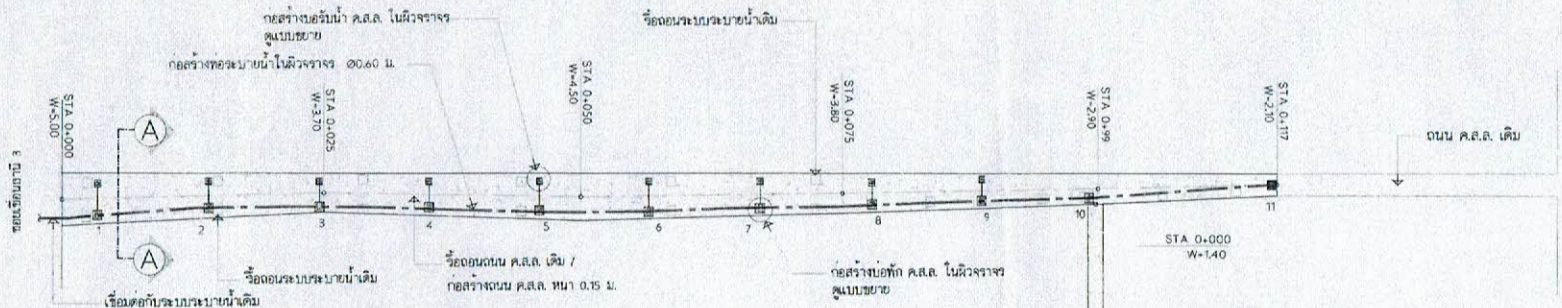 ก่อสร้างบ่อรับน้ำ ค.ส.ล. ในผิวจราจร
ดูแบบขยาย
รื้อถอนระบบระบายน้ำเดิม
ก่อสร้างท่อระบายน้ำในผิวจราจร Ø0.60 ม.
STA 0+000
W=5.00
A
STA 0+025
W=3.70
STA 0+050
W=4.50
STA 0+075
W=3.80
STA 0+99
W=2.90
STA 0+117
W=2.10
ถนน ค.ส.ล. เดิม
1
2
3
4
5
6
7
8
9
10
11
A
STA 0+000
W=1.40
รื้อถอนระบบระบายน้ำเดิม
รื้อถอนถนน ค.ส.ล. เดิม /
ก่อสร้างถนน ค.ส.ล. หนา 0.15 ม.
ก่อสร้างบ่อพัก ค.ส.ล. ในผิวจราจร
ดูแบบขยาย
เชื่อมต่อกับระบบระบายน้ำเดิม